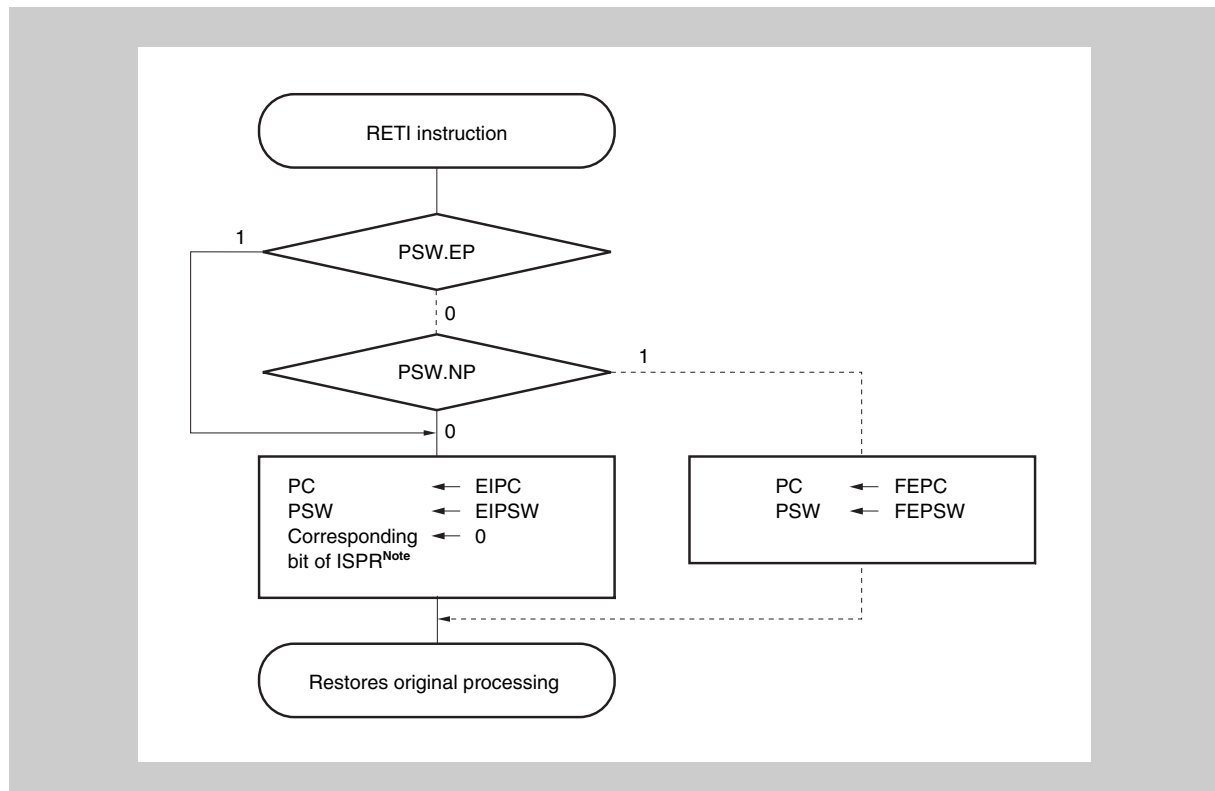 RETI instruction
1
PSW.EP
0
PSW.NP
1
0
PC ← EIPC
PSW ← EIPSW
Corresponding ← 0
bit of ISPRNote
PC ← FEPC
PSW ← FEPSW
Restores original processing